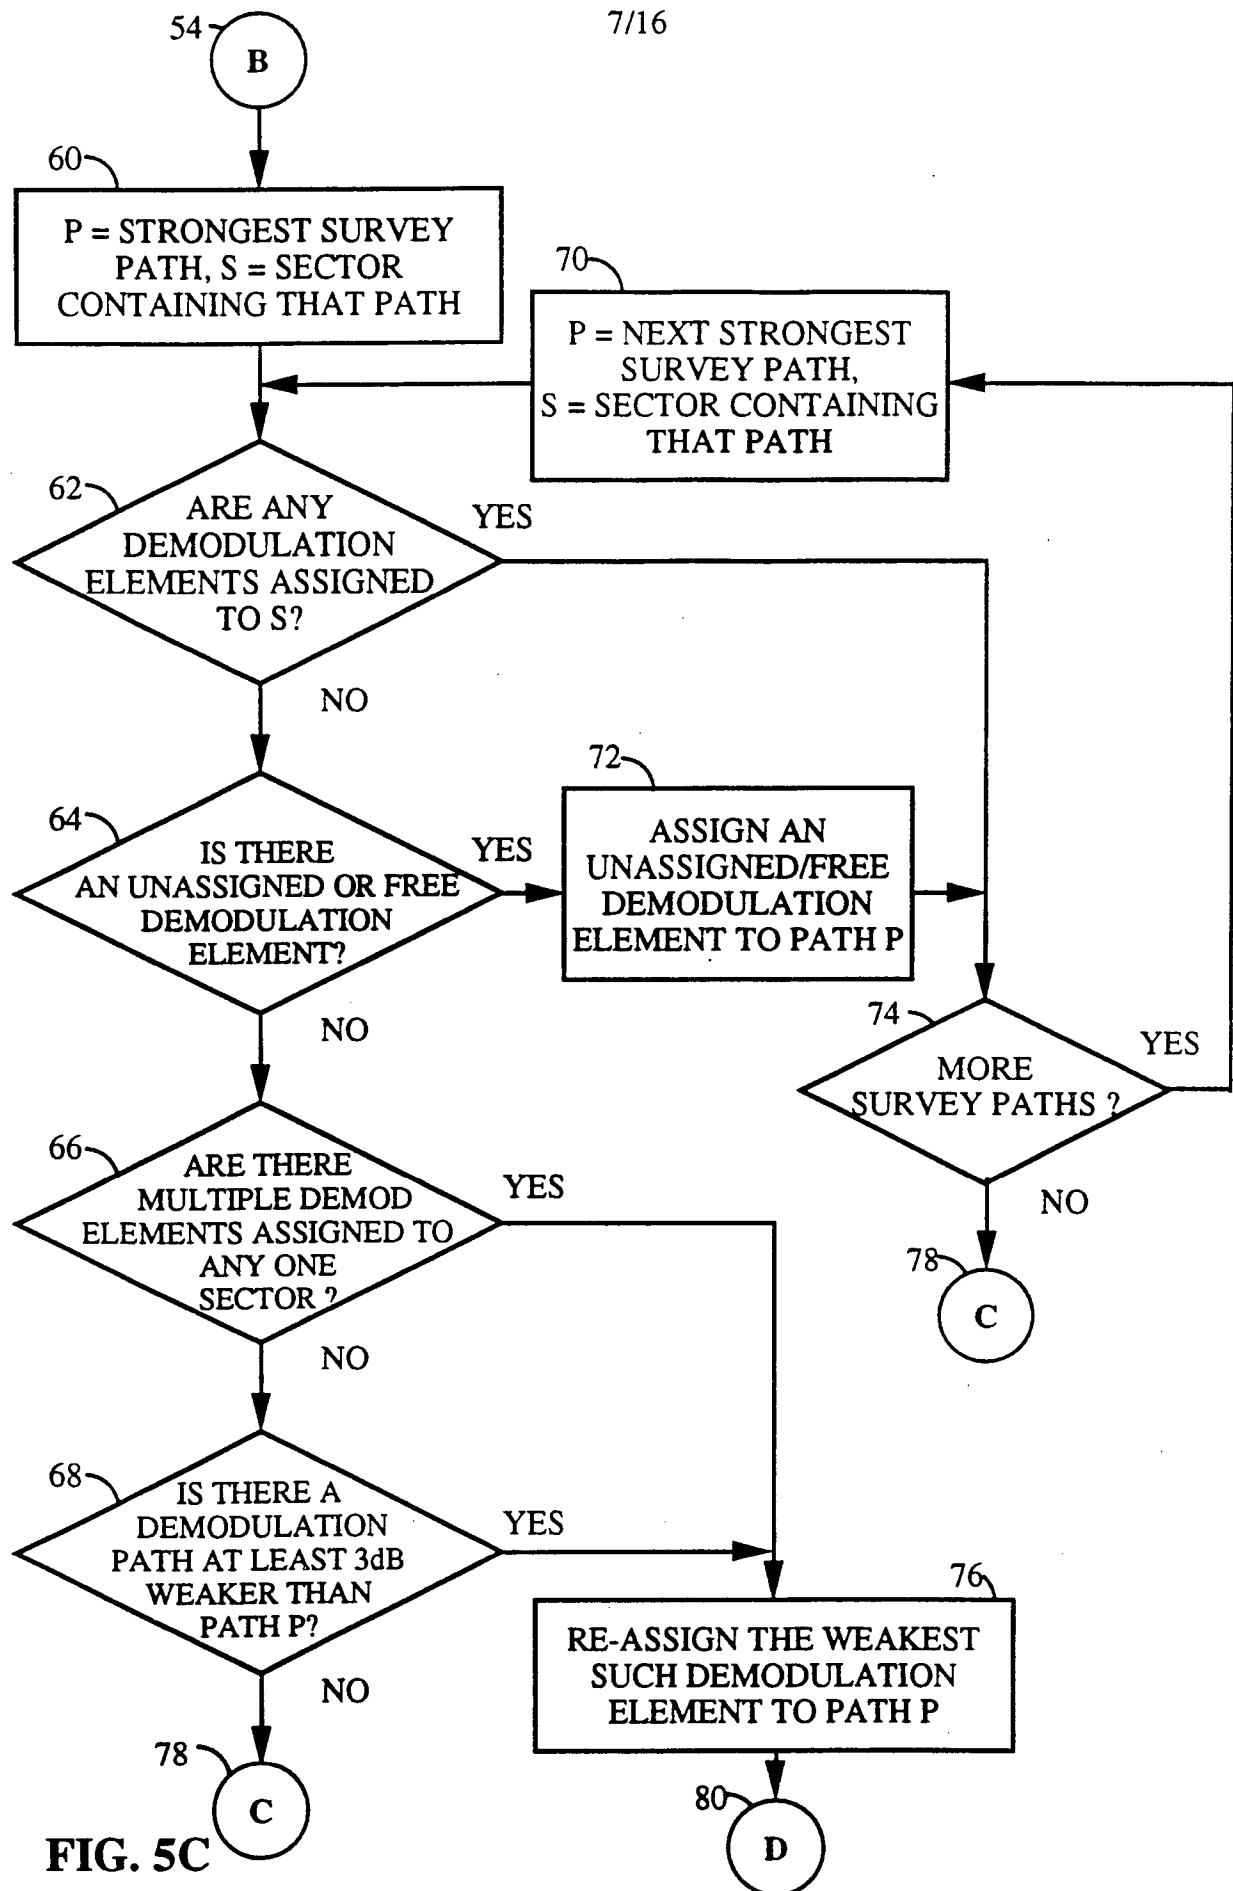 7/16
54
B
60
P = STRONGEST SURVEY
PATH, S = SECTOR
CONTAINING THAT PATH
70
P = NEXT STRONGEST
SURVEY PATH,
S = SECTOR CONTAINING
THAT PATH
62
ARE ANY
DEMODULATION
ELEMENTS ASSIGNED
TO S?
YES
NO
64
IS THERE
AN UNASSIGNED OR FREE
DEMODULATION
ELEMENT?
YES
NO
72
ASSIGN AN
UNASSIGNED/FREE
DEMODULATION
ELEMENT TO PATH P
74
MORE
SURVEY PATHS ?
YES
NO
78
C
66
ARE THERE
MULTIPLE DEMOD
ELEMENTS ASSIGNED TO
ANY ONE
SECTOR ?
YES
NO
68
IS THERE A
DEMODULATION
PATH AT LEAST 3dB
WEAKER THAN
PATH P?
YES
NO
76
RE-ASSIGN THE WEAKEST
SUCH DEMODULATION
ELEMENT TO PATH P
78
C
80
D
FIG. 5C